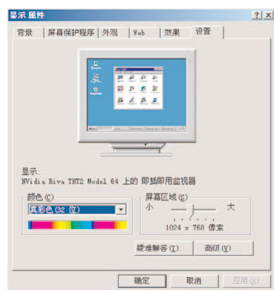 显示 属性
背景 屏幕保护程序 外观 Web 效果 设置
显示:
NVidia Riva TNT2 Model 64 上的 即插即用监视器
颜色(C)
真彩色(32 位)
屏幕区域(S)
小 大
1024 x 768 像素
疑难解答(T)... 高级(V)...
确定 取消 应用(A)